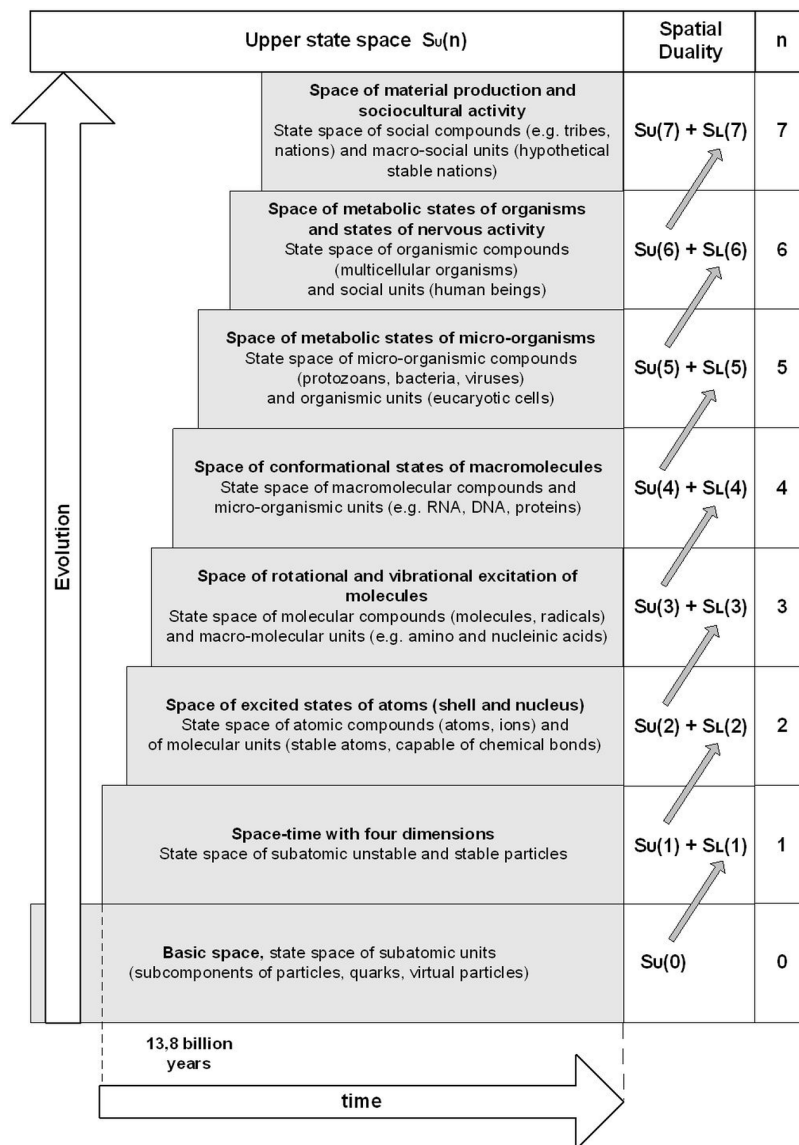 Upper state space Su(n)
Spatial
Duality
n
Space of material production and
sociocultural activity
State space of social compounds (e.g. tribes,
nations) and macro-social units (hypothetical
stable nations)
Su(7) + SL(7)
7
Space of metabolic states of organisms
and states of nervous activity
State space of organismic compounds
(multicellular organisms)
and social units (human beings)
Su(6) + SL(6)
6
Space of metabolic states of micro-organisms
State space of micro-organismic compounds
(protozoans, bacteria, viruses)
and organismic units (eucaryotic cells)
Su(5) + SL(5)
5
Space of conformational states of macromolecules
State space of macromolecular compounds and
micro-organismic units (e.g. RNA, DNA, proteins)
Su(4) + SL(4)
4
Evolution
Space of rotational and vibrational excitation of
molecules
State space of molecular compounds (molecules, radicals)
and macro-molecular units (e.g. amino and nucleinic acids)
Su(3) + SL(3)
3
Space of excited states of atoms (shell and nucleus)
State space of atomic compounds (atoms, ions) and
of molecular units (stable atoms, capable of chemical bonds)
Su(2) + SL(2)
2
Space-time with four dimensions
State space of subatomic unstable and stable particles
Su(1) + SL(1)
1
Basic space, state space of subatomic units
(subcomponents of particles, quarks, virtual particles)
Su(0)
0
13,8 billion
years
time